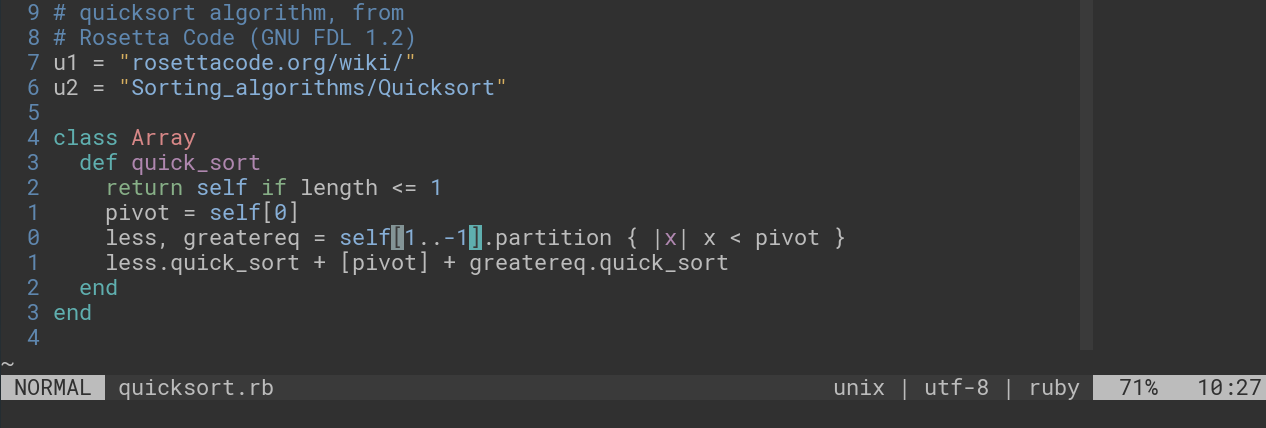 9 # quicksort algorithm, from
8 # Rosetta Code (GNU FDL 1.2)
7 u1 = "rosettacode.org/wiki/"
6 u2 = "Sorting_algorithms/Quicksort"
5
4 class Array
3   def quick_sort
2     return self if length <= 1
1     pivot = self[0]
0     less, greatereq = self[1..-1].partition { |x| x < pivot }
1     less.quick_sort + [pivot] + greatereq.quick_sort
2   end
3 end
4
~
NORMAL quicksort.rb unix | utf-8 | ruby 71% 10:27